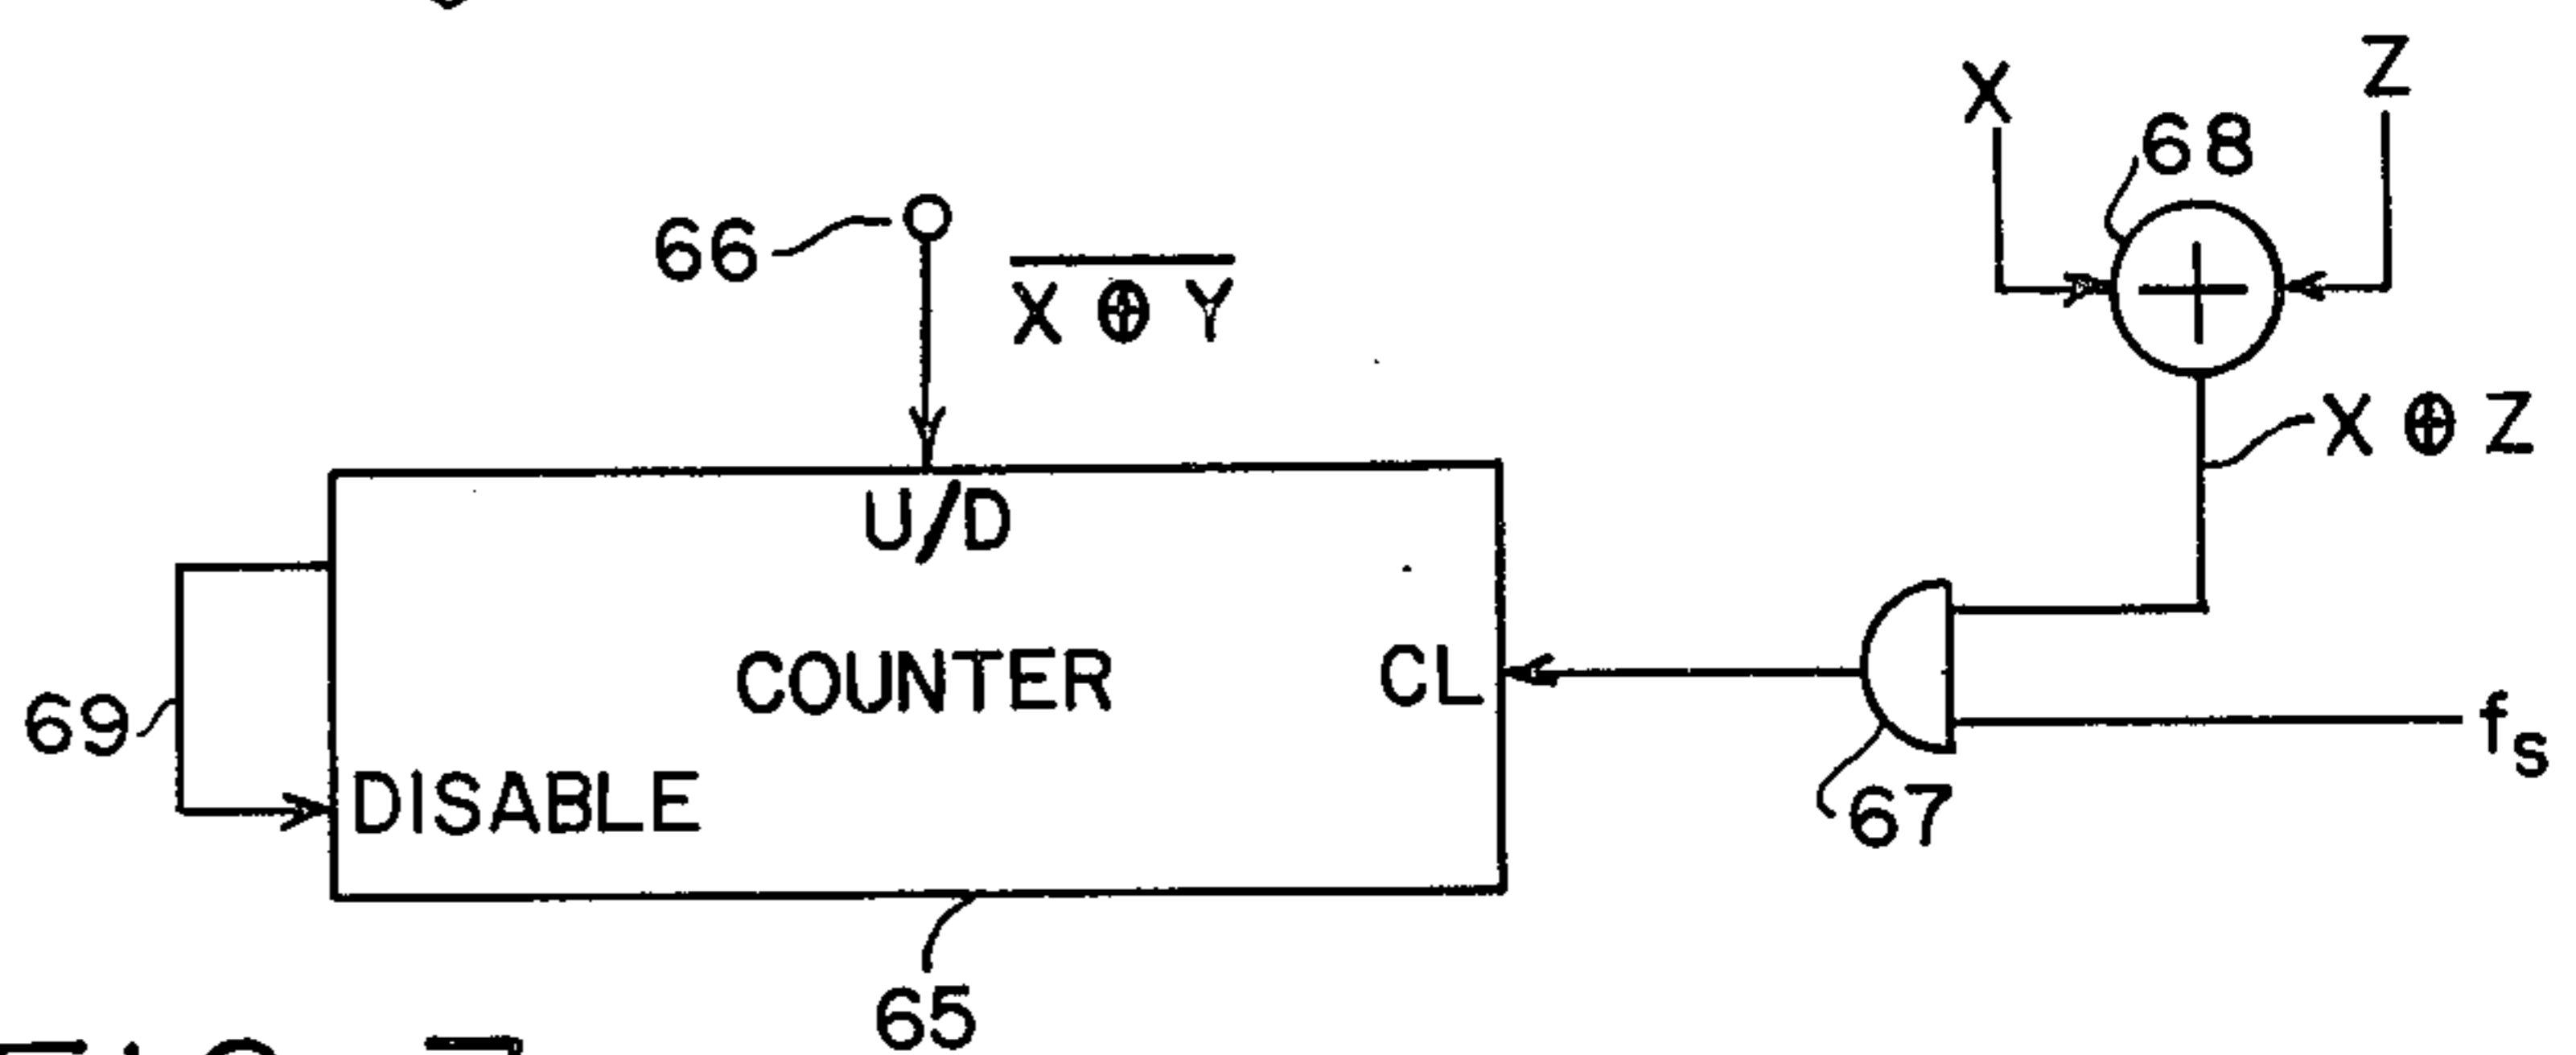 X
Z
68
66
X ⊕ Y
X ⊕ Z
U/D
COUNTER
CL
69
DISABLE
f_s
67
65